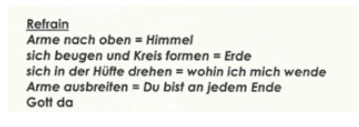 Refrain
Arme nach oben = Himmel
sich beugen und Kreis formen = Erde
sich in der Hüfte drehen = wohin ich mich wende
Arme ausbreiten = Du bist an jedem Ende
Gott da